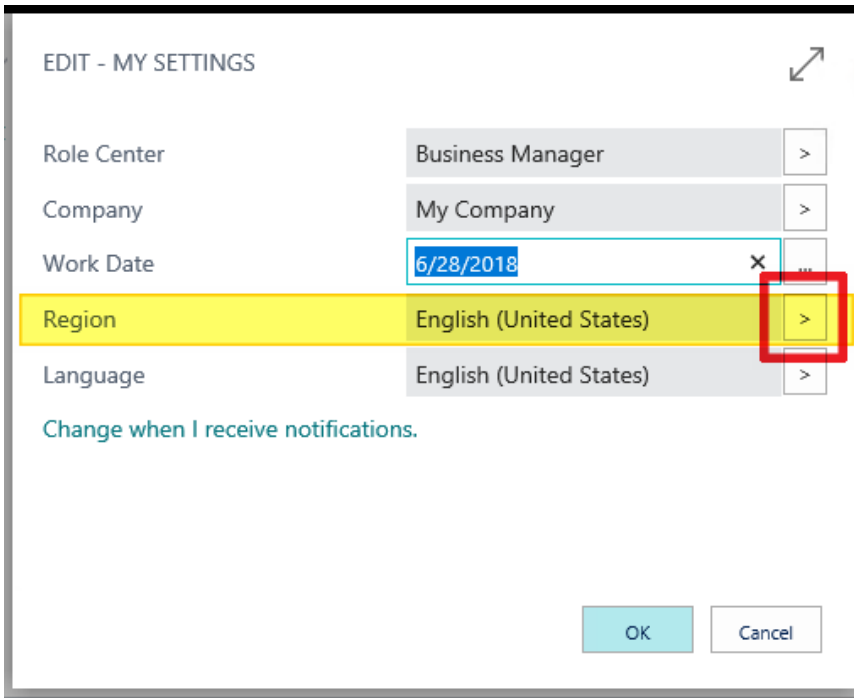 EDIT - MY SETTINGS
Role Center Business Manager >
Company My Company >
Work Date 6/28/2018 × ...
Region English (United States) >
Language English (United States) >
Change when I receive notifications.
OK Cancel